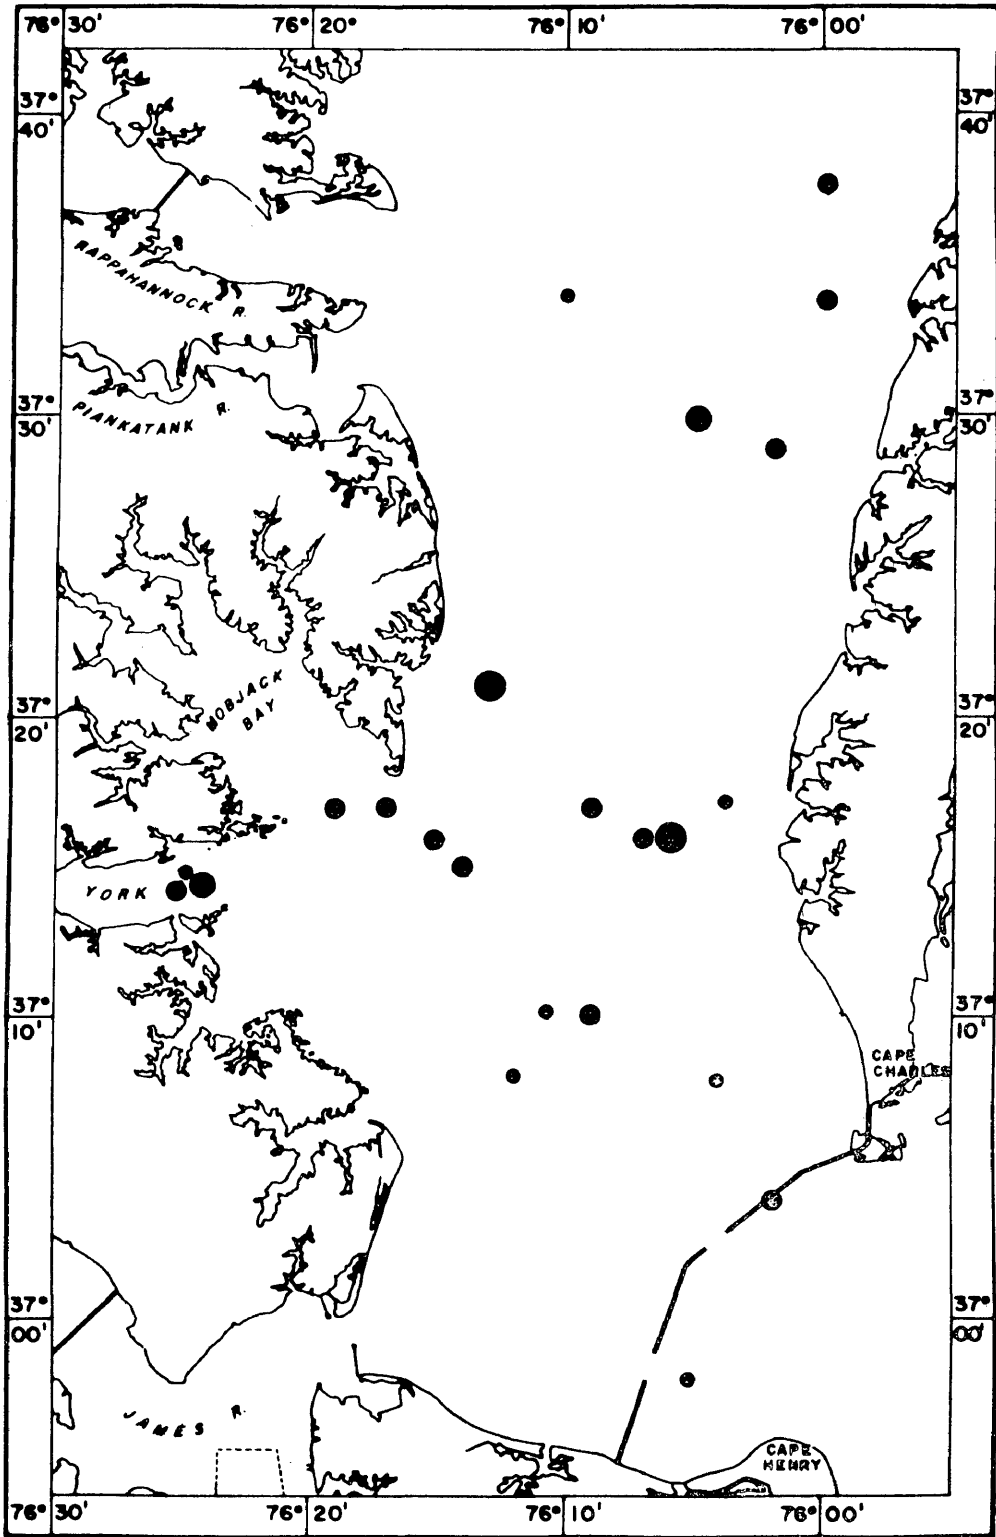 76° 30'
76° 20°
76° 10'
76° 00'
37°
40'
37°
40'
RAPPAHANNOCK R.
37°
30'
37°
30'
PIANKATANK R.
MOBJACK
BAY
37°
20'
37°
20'
YORK
37°
10'
37°
10'
CAPE
CHARLES
37°
00'
37°
00'
JAMES R.
CAPE
HENRY
76° 30'
76° 20'
76° 10'
76° 00'